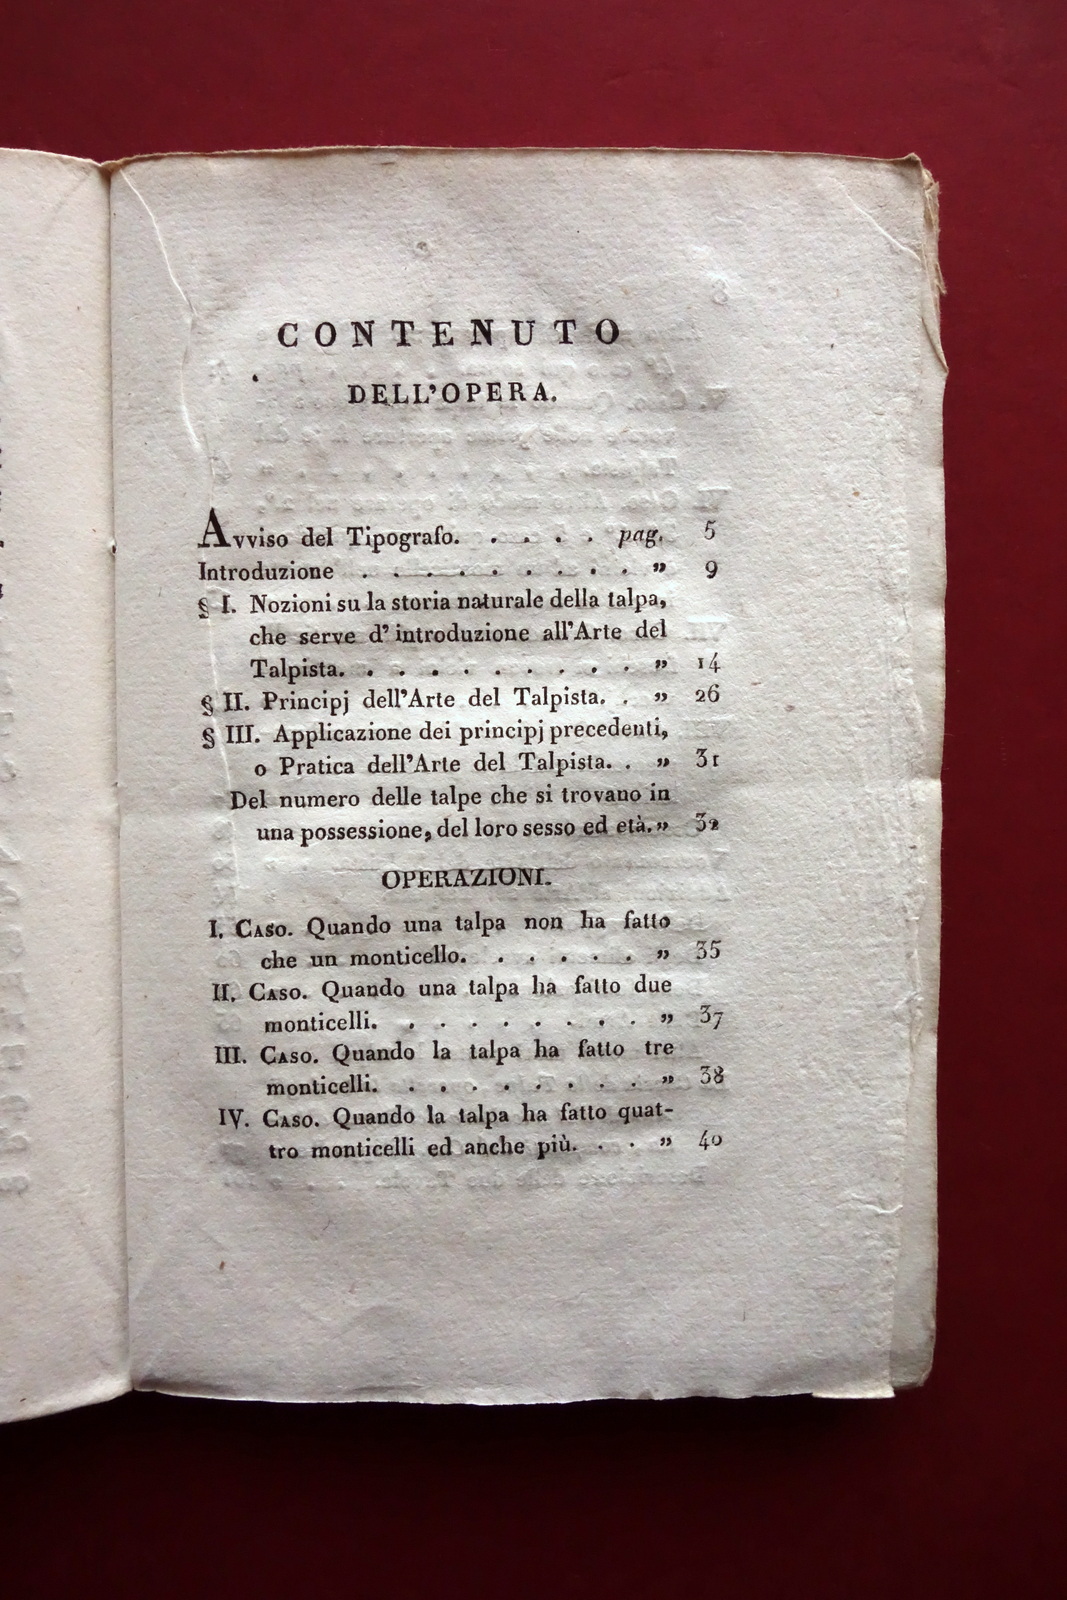 CONTENUTO
DELL'OPERA.
Avviso del Tipografo. . . . . pag. 5
Introduzione . . . . . . . . . „ 9
§ I. Nozioni su la storia naturale della talpa,
che serve d'introduzione all'Arte del
Talpista. . . . . . . . . . „ 14
§ II. Principj dell'Arte del Talpista. . „ 26
§ III. Applicazione dei principj precedenti,
o Pratica dell'Arte del Talpista. . „ 31
Del numero delle talpe che si trovano in
una possessione, del loro sesso ed età. „ 32
OPERAZIONI.
I. CASO. Quando una talpa non ha fatto
che un monticello. . . . . . „ 35
II. CASO. Quando una talpa ha fatto due
monticelli. . . . . . . . . „ 37
III. CASO. Quando la talpa ha fatto tre
monticelli. . . . . . . . . „ 38
IV. CASO. Quando la talpa ha fatto quat-
tro monticelli ed anche più. . . „ 40